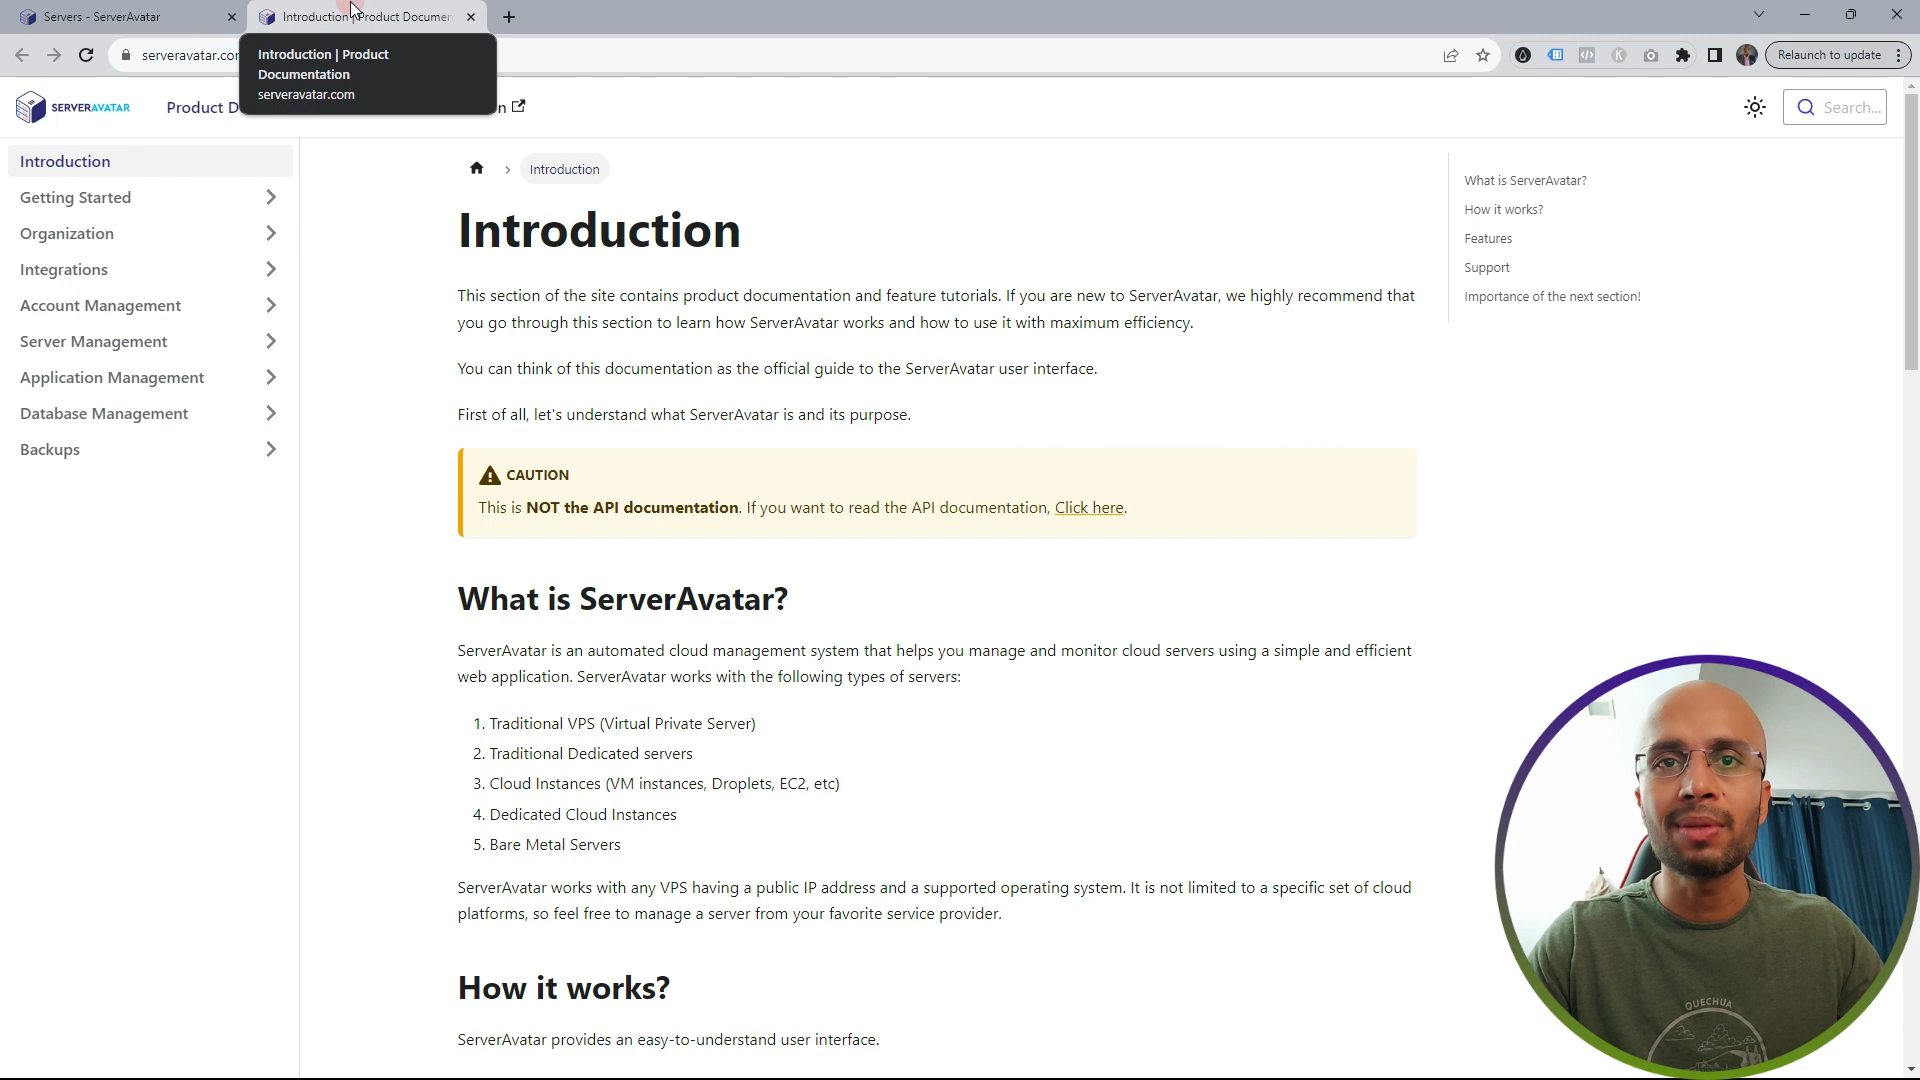 Servers - ServerAvatar
Introduction | Product Documen
serveravatar.com
Introduction | Product
Documentation
serveravatar.com
Relaunch to update
SERVERAVATAR
Product D
n
Search...
Introduction
Getting Started
Organization
Integrations
Account Management
Server Management
Application Management
Database Management
Backups
Introduction
Introduction
This section of the site contains product documentation and feature tutorials. If you are new to ServerAvatar, we highly recommend that
you go through this section to learn how ServerAvatar works and how to use it with maximum efficiency.
You can think of this documentation as the official guide to the ServerAvatar user interface.
First of all, let's understand what ServerAvatar is and its purpose.
CAUTION
This is NOT the API documentation. If you want to read the API documentation, Click here.
What is ServerAvatar?
ServerAvatar is an automated cloud management system that helps you manage and monitor cloud servers using a simple and efficient
web application. ServerAvatar works with the following types of servers:
1. Traditional VPS (Virtual Private Server)
2. Traditional Dedicated servers
3. Cloud Instances (VM instances, Droplets, EC2, etc)
4. Dedicated Cloud Instances
5. Bare Metal Servers
ServerAvatar works with any VPS having a public IP address and a supported operating system. It is not limited to a specific set of cloud
platforms, so feel free to manage a server from your favorite service provider.
How it works?
ServerAvatar provides an easy-to-understand user interface.
What is ServerAvatar?
How it works?
Features
Support
Importance of the next section!
QUECHUA